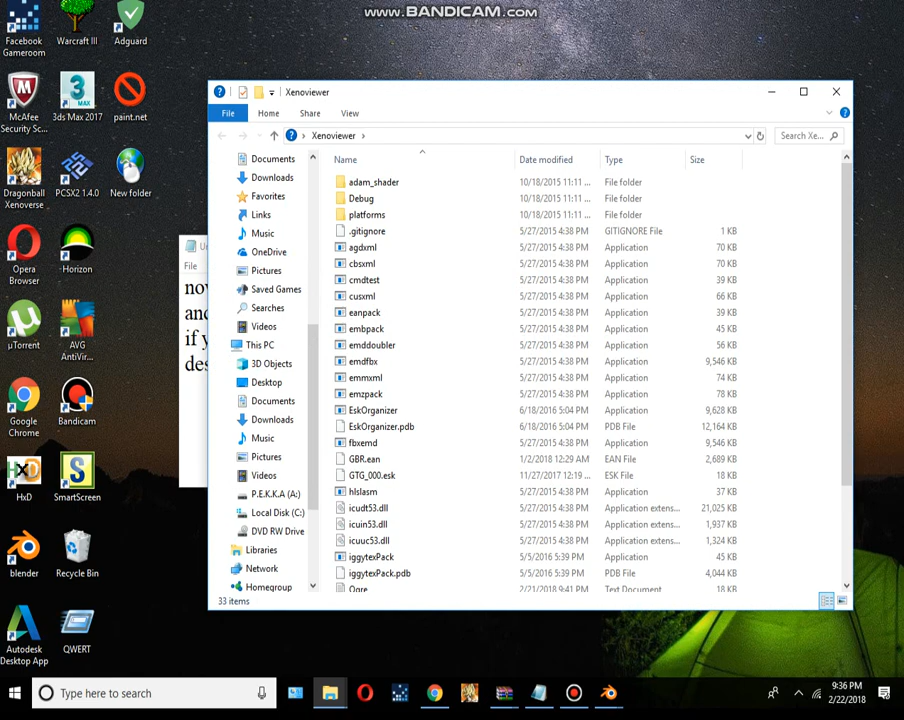 WWW.BANDICAM.COM
Facebook Gameroom
Warcraft III
Adguard
McAfee Security Sc...
3ds Max 2017
paint.net
Dragonball Xenoverse
PCSX2 1.4.0
New folder
Opera Browser
Horizon
µTorrent
AVG AntiVir...
Google Chrome
Bandicam
HxD
SmartScreen
blender
Recycle Bin
Autodesk Desktop App
QWERT
File
Xenoviewer
File Home Share View
Xenoviewer
Search Xe...
Documents
Downloads
Favorites
Links
Music
OneDrive
Pictures
Saved Games
Searches
Videos
This PC
3D Objects
Desktop
Documents
Downloads
Music
Pictures
Videos
P.E.K.K.A (A:)
Local Disk (C:)
DVD RW Drive
Libraries
Network
Homegroup
Name Date modified Type Size
adam_shader 10/18/2015 11:11 ... File folder
Debug 10/18/2015 11:11 ... File folder
platforms 10/18/2015 11:11 ... File folder
.gitignore 5/27/2015 4:38 PM GITIGNORE File 1 KB
agdxml 5/27/2015 4:38 PM Application 70 KB
cbsxml 5/27/2015 4:38 PM Application 70 KB
cmdtest 5/27/2015 4:38 PM Application 39 KB
cusxml 5/27/2015 4:38 PM Application 66 KB
eanpack 5/27/2015 4:38 PM Application 39 KB
embpack 5/27/2015 4:38 PM Application 45 KB
emddoubler 5/27/2015 4:38 PM Application 56 KB
emdfbx 5/27/2015 4:38 PM Application 9,546 KB
emmxml 5/27/2015 4:38 PM Application 74 KB
emzpack 5/27/2015 4:38 PM Application 78 KB
EskOrganizer 6/18/2016 5:04 PM Application 9,628 KB
EskOrganizer.pdb 6/18/2016 5:04 PM PDB File 12,164 KB
fbxemd 5/27/2015 4:38 PM Application 9,546 KB
GBR.ean 1/2/2018 12:29 AM EAN File 2,689 KB
GTG_000.esk 11/27/2017 12:19 ... ESK File 18 KB
hlslasm 5/27/2015 4:38 PM Application 37 KB
icudt53.dll 5/27/2015 4:38 PM Application extens... 21,025 KB
icuin53.dll 5/27/2015 4:38 PM Application extens... 1,937 KB
icuuc53.dll 5/27/2015 4:38 PM Application extens... 1,324 KB
iggytexPack 5/5/2016 5:39 PM Application 45 KB
iggytexPack.pdb 5/5/2016 5:39 PM PDB File 4,044 KB
Ogre 2/21/2018 9:41 PM Text Document 18 KB
33 items
Type here to search
9:36 PM
2/22/2018